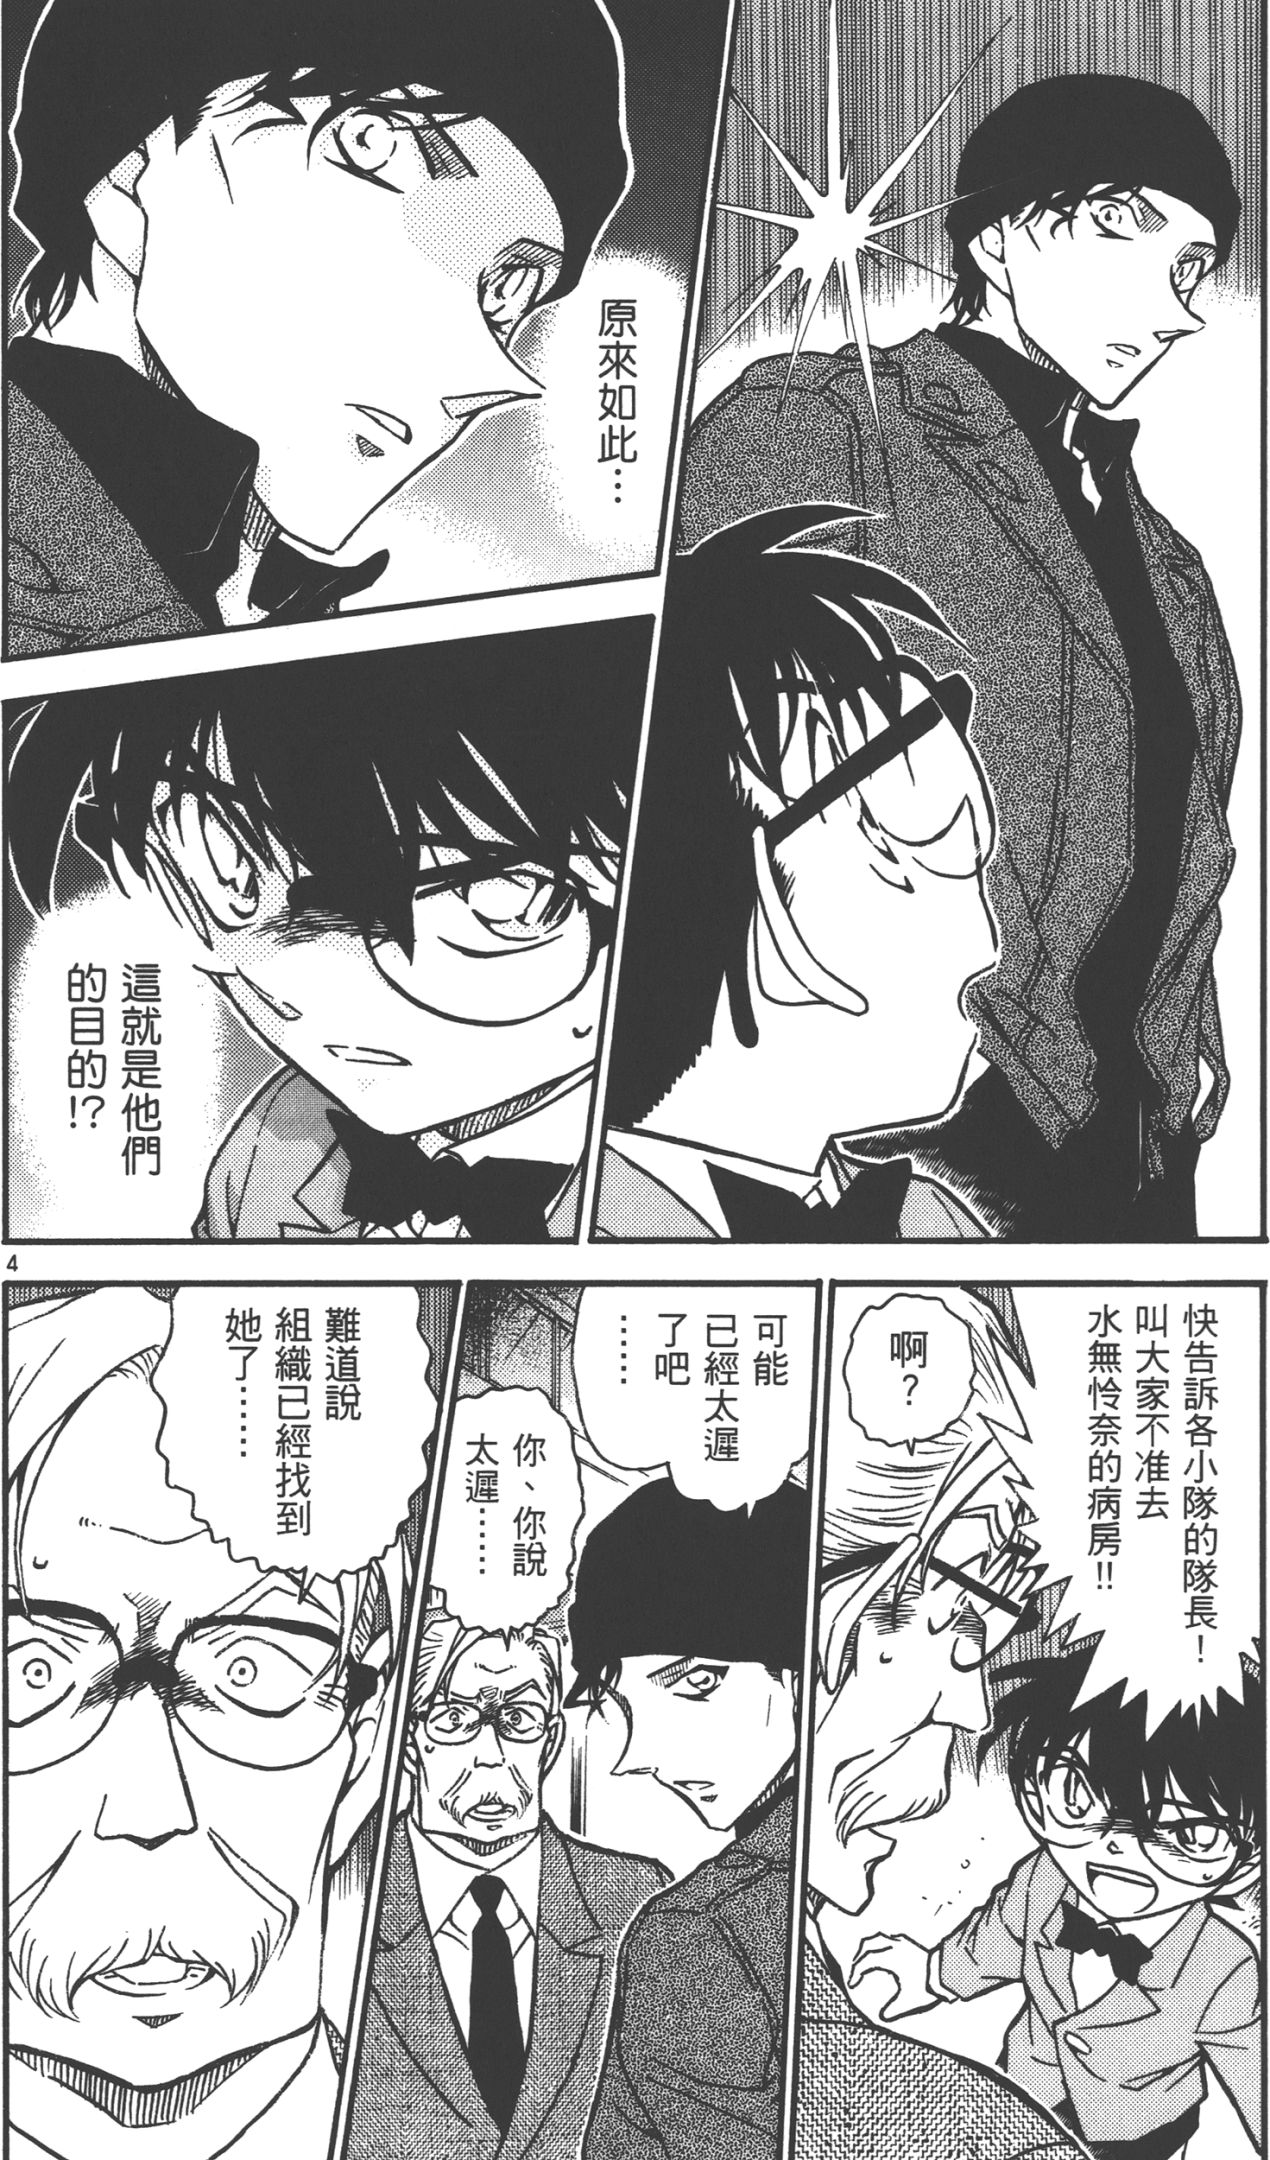 原來如此…
這就是他們
的目的!?
4
快告訴各小隊的隊長!
叫大家不准去
水無怜奈的病房!!
啊?
可能
已經太遲
了吧
……
你、你說
太遲……
難道說
組織已經找到
她了……